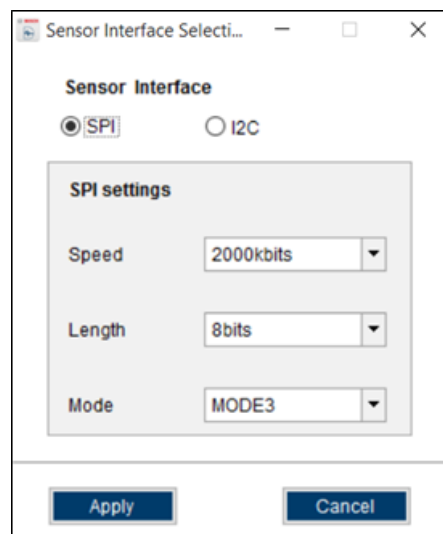 Sensor Interface Selecti...
Sensor Interface
SPI I2C
SPI settings
Speed 2000kbits
Length 8bits
Mode MODE3
Apply Cancel